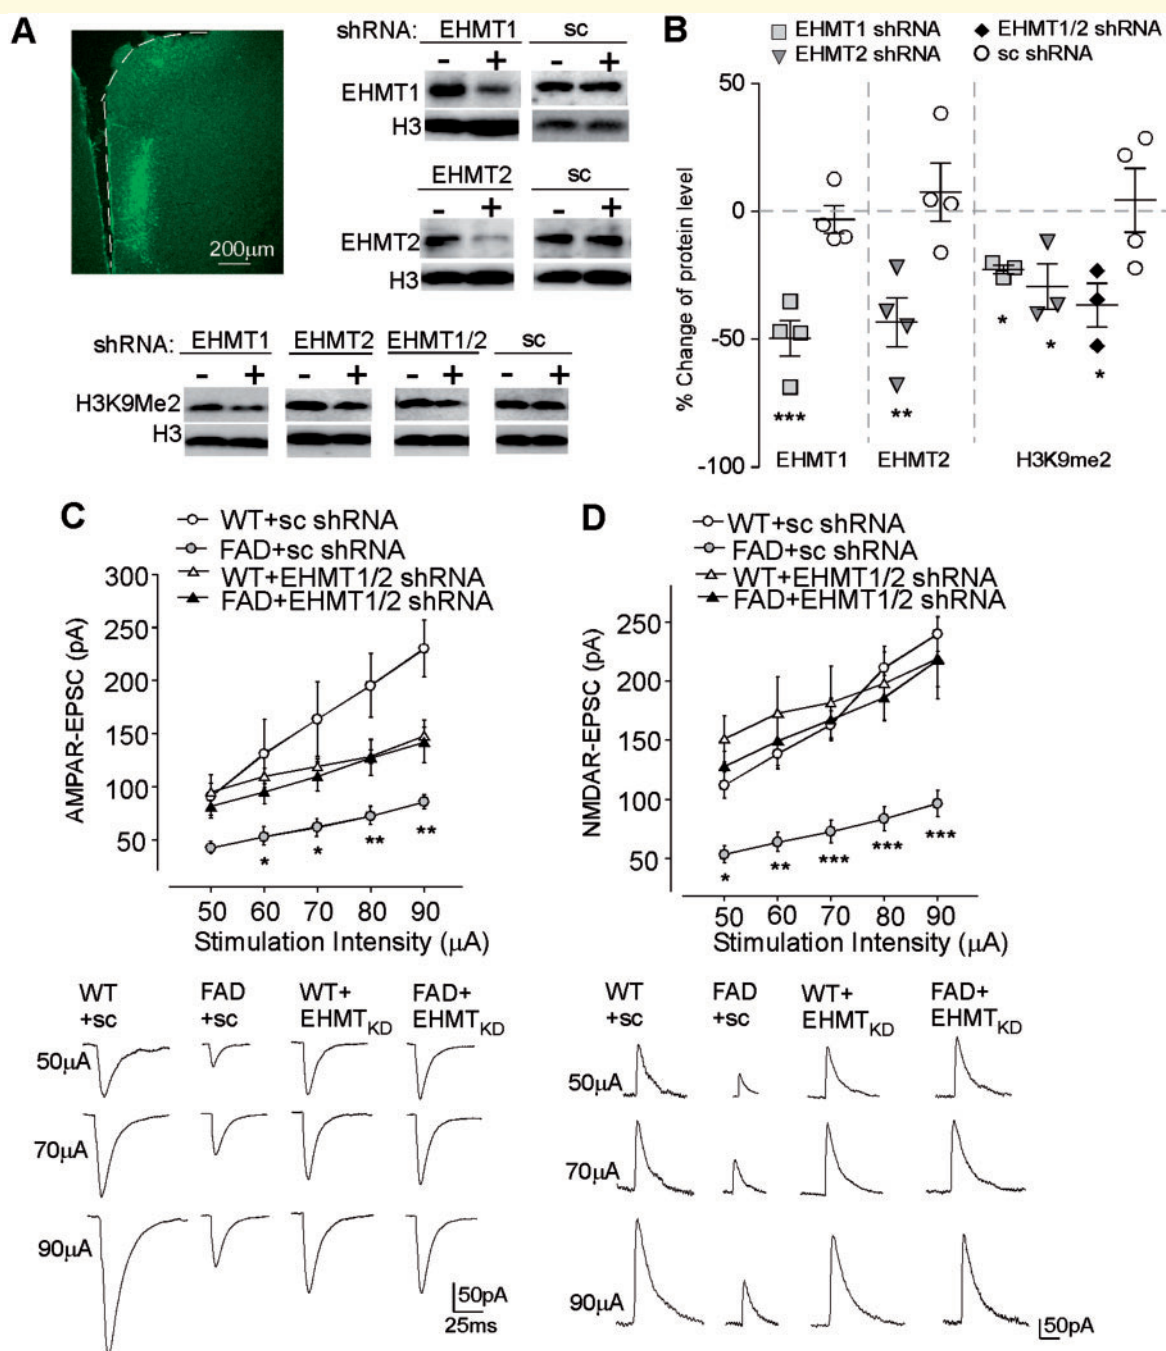 A
200μm
shRNA: EHMT1 sc
- + - +
EHMT1
H3
EHMT2 sc
- + - +
EHMT2
H3
shRNA: EHMT1 EHMT2 EHMT1/2 sc
- + - + - + - +
H3K9Me2
H3
B
EHMT1 shRNA
EHMT2 shRNA
EHMT1/2 shRNA
sc shRNA
% Change of protein level
50
0
-50
-100
***
**
*
*
*
EHMT1 EHMT2 H3K9me2
C
WT+sc shRNA
FAD+sc shRNA
WT+EHMT1/2 shRNA
FAD+EHMT1/2 shRNA
AMPAR-EPSC (pA)
300
250
200
150
100
50
* * ** **
50 60 70 80 90
Stimulation Intensity (μA)
WT +sc
FAD +sc
WT+ EHMTKD
FAD+ EHMTKD
50μA
70μA
90μA
50pA
25ms
D
WT+sc shRNA
FAD+sc shRNA
WT+EHMT1/2 shRNA
FAD+EHMT1/2 shRNA
NMDAR-EPSC (pA)
250
200
150
100
50
* ** *** *** ***
50 60 70 80 90
Stimulation Intensity (μA)
WT +sc
FAD +sc
WT+ EHMTKD
FAD+ EHMTKD
50μA
70μA
90μA
50pA